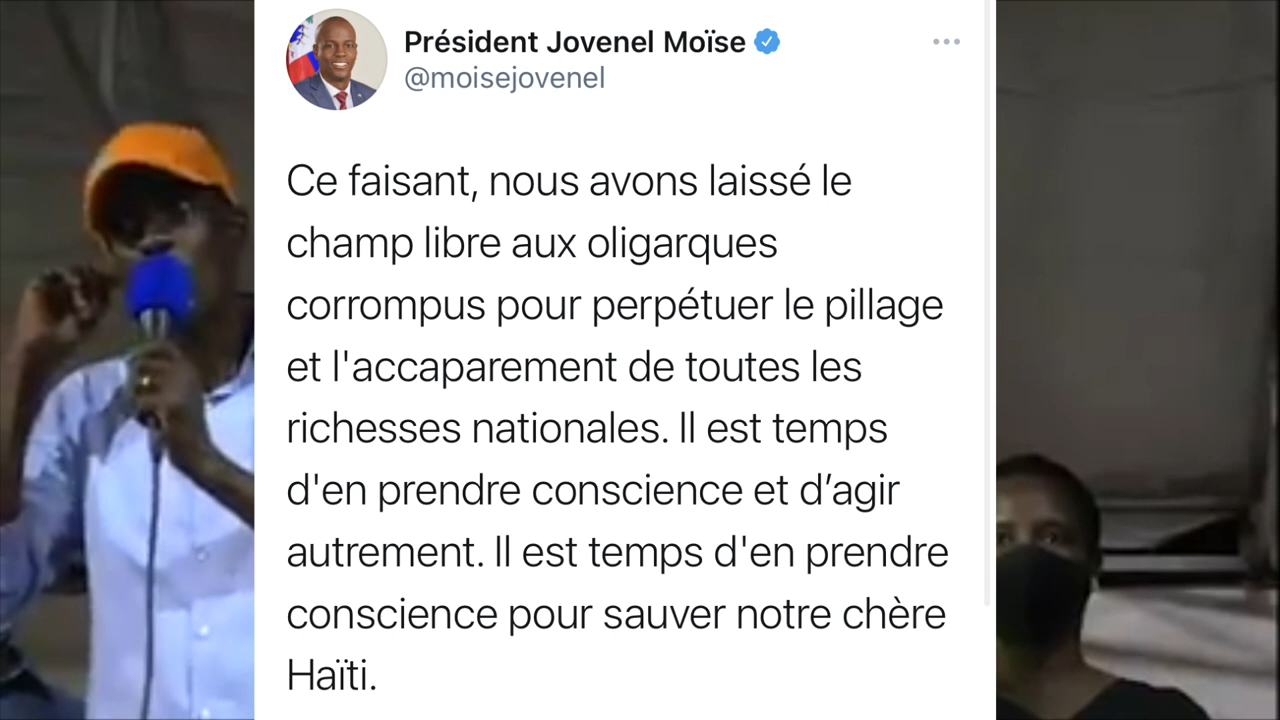 Président Jovenel Moïse
@moisejovenel
Ce faisant, nous avons laissé le
champ libre aux oligarques
corrompus pour perpétuer le pillage
et l'accaparement de toutes les
richesses nationales. Il est temps
d'en prendre conscience et d’agir
autrement. Il est temps d'en prendre
conscience pour sauver notre chère
Haïti.